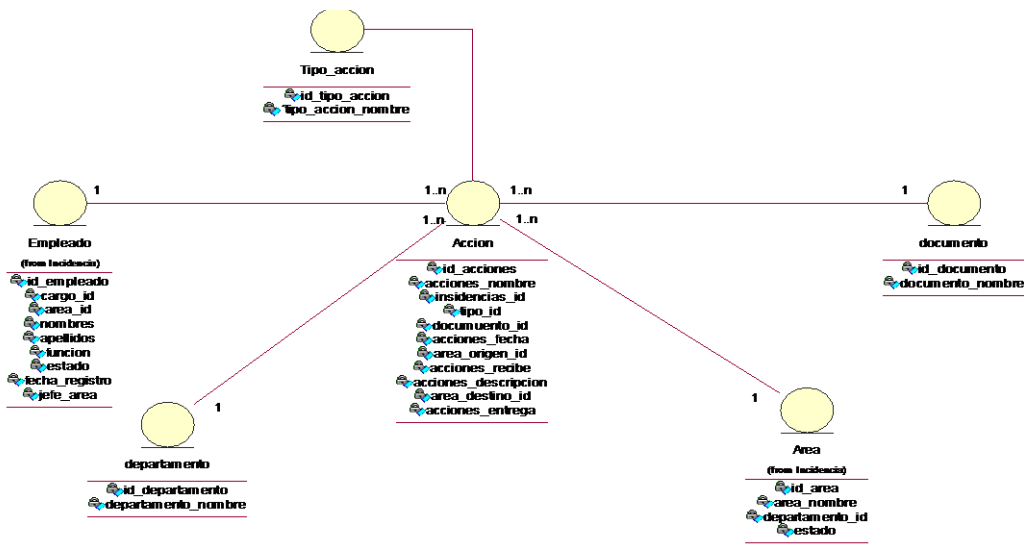 Tipo_accion
id_tipo_accion
Tipo_accion_nombre
1
1..n
1..n
1
1..n
1..n
Empleado
(from Incidencia)
id_empleado
cargo_id
area_id
nombres
apellidos
funcion
estado
fecha_registro
jefe_area
Accion
id_acciones
acciones_nombre
insidencias_id
tipo_id
documuento_id
acciones_fecha
area_origen_id
acciones_recibe
acciones_descripcion
area_destino_id
acciones_entrega
documento
id_documento
documento_nombre
1
departamento
id_departamento
departamento_nombre
1
Area
(from Incidencia)
id_area
area_nombre
departamento_id
estado